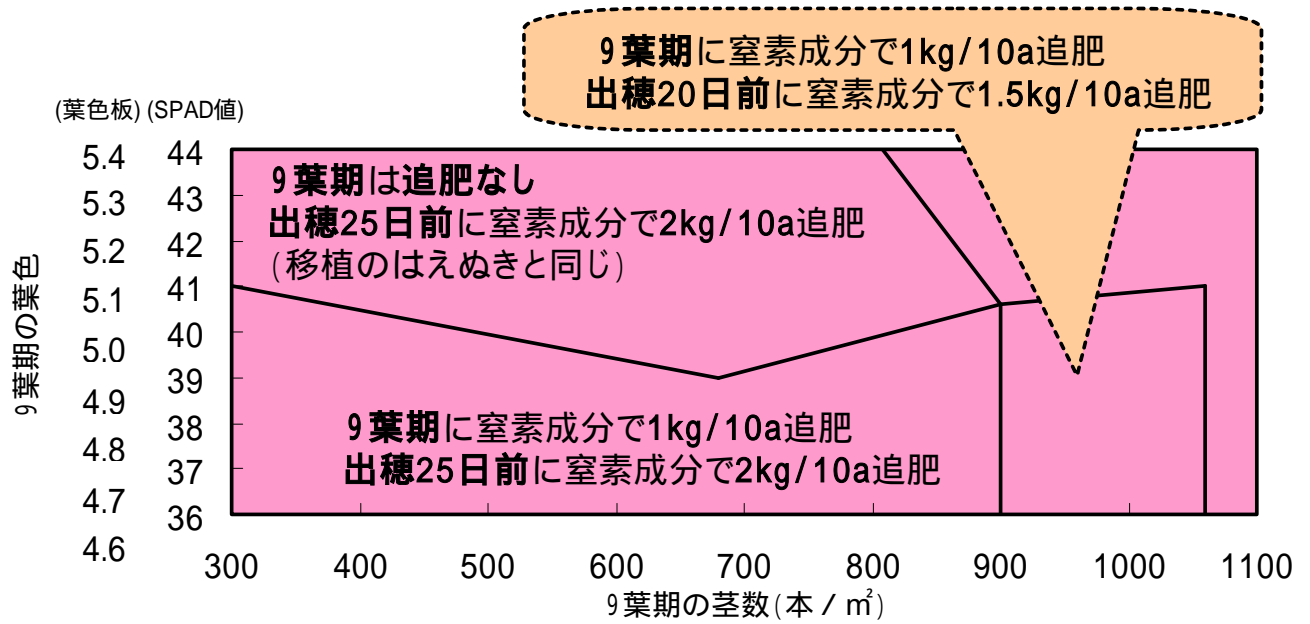 9葉期に窒素成分で1kg/10a追肥
出穂20日前に窒素成分で1.5kg/10a追肥
(葉色板) (SPAD値)
9葉期の葉色
5.4 44
5.3 43
5.2 42
5.1 41
5.0 40
4.9 39
4.8 38
4.7 37
4.6 36
9葉期は追肥なし
出穂25日前に窒素成分で2kg/10a追肥
(移植のはえぬきと同じ)
9葉期に窒素成分で1kg/10a追肥
出穂25日前に窒素成分で2kg/10a追肥
300 400 500 600 700 800 900 1000 1100
9葉期の茎数(本/㎡)